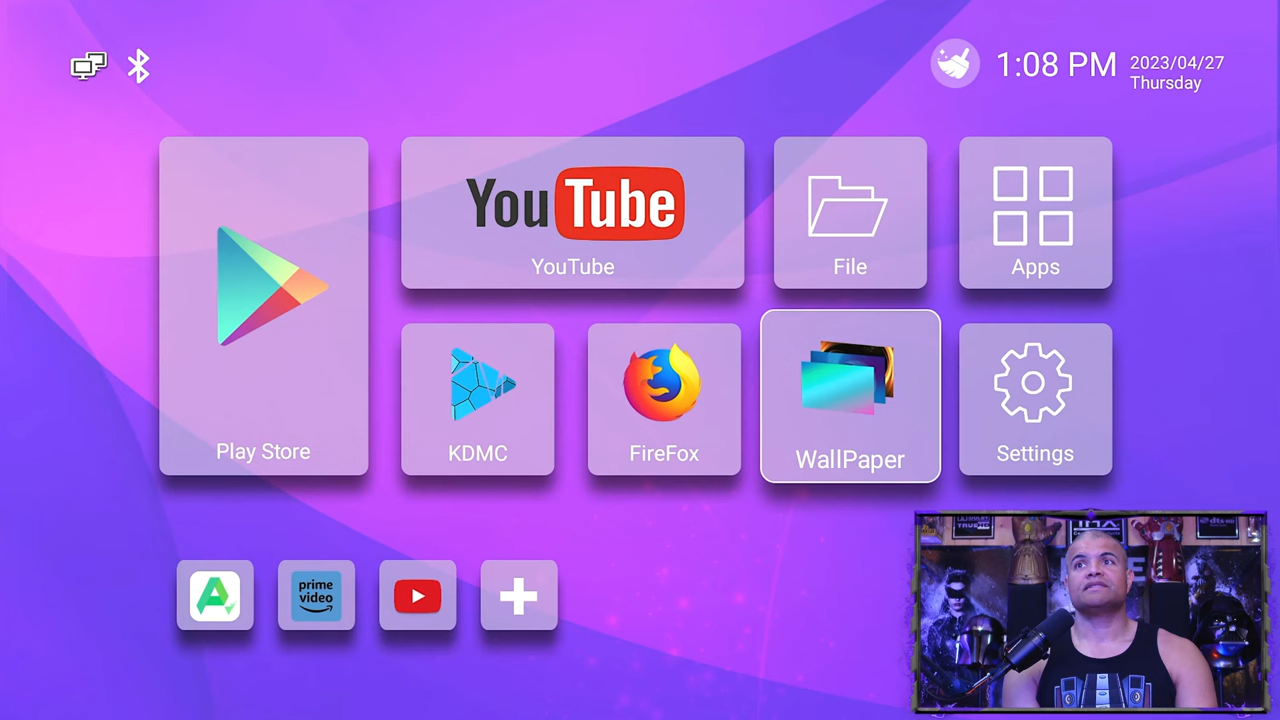 1:08 PM
2023/04/27
Thursday
YouTube
YouTube
File
Apps
Play Store
KDMC
FireFox
WallPaper
Settings
prime
video